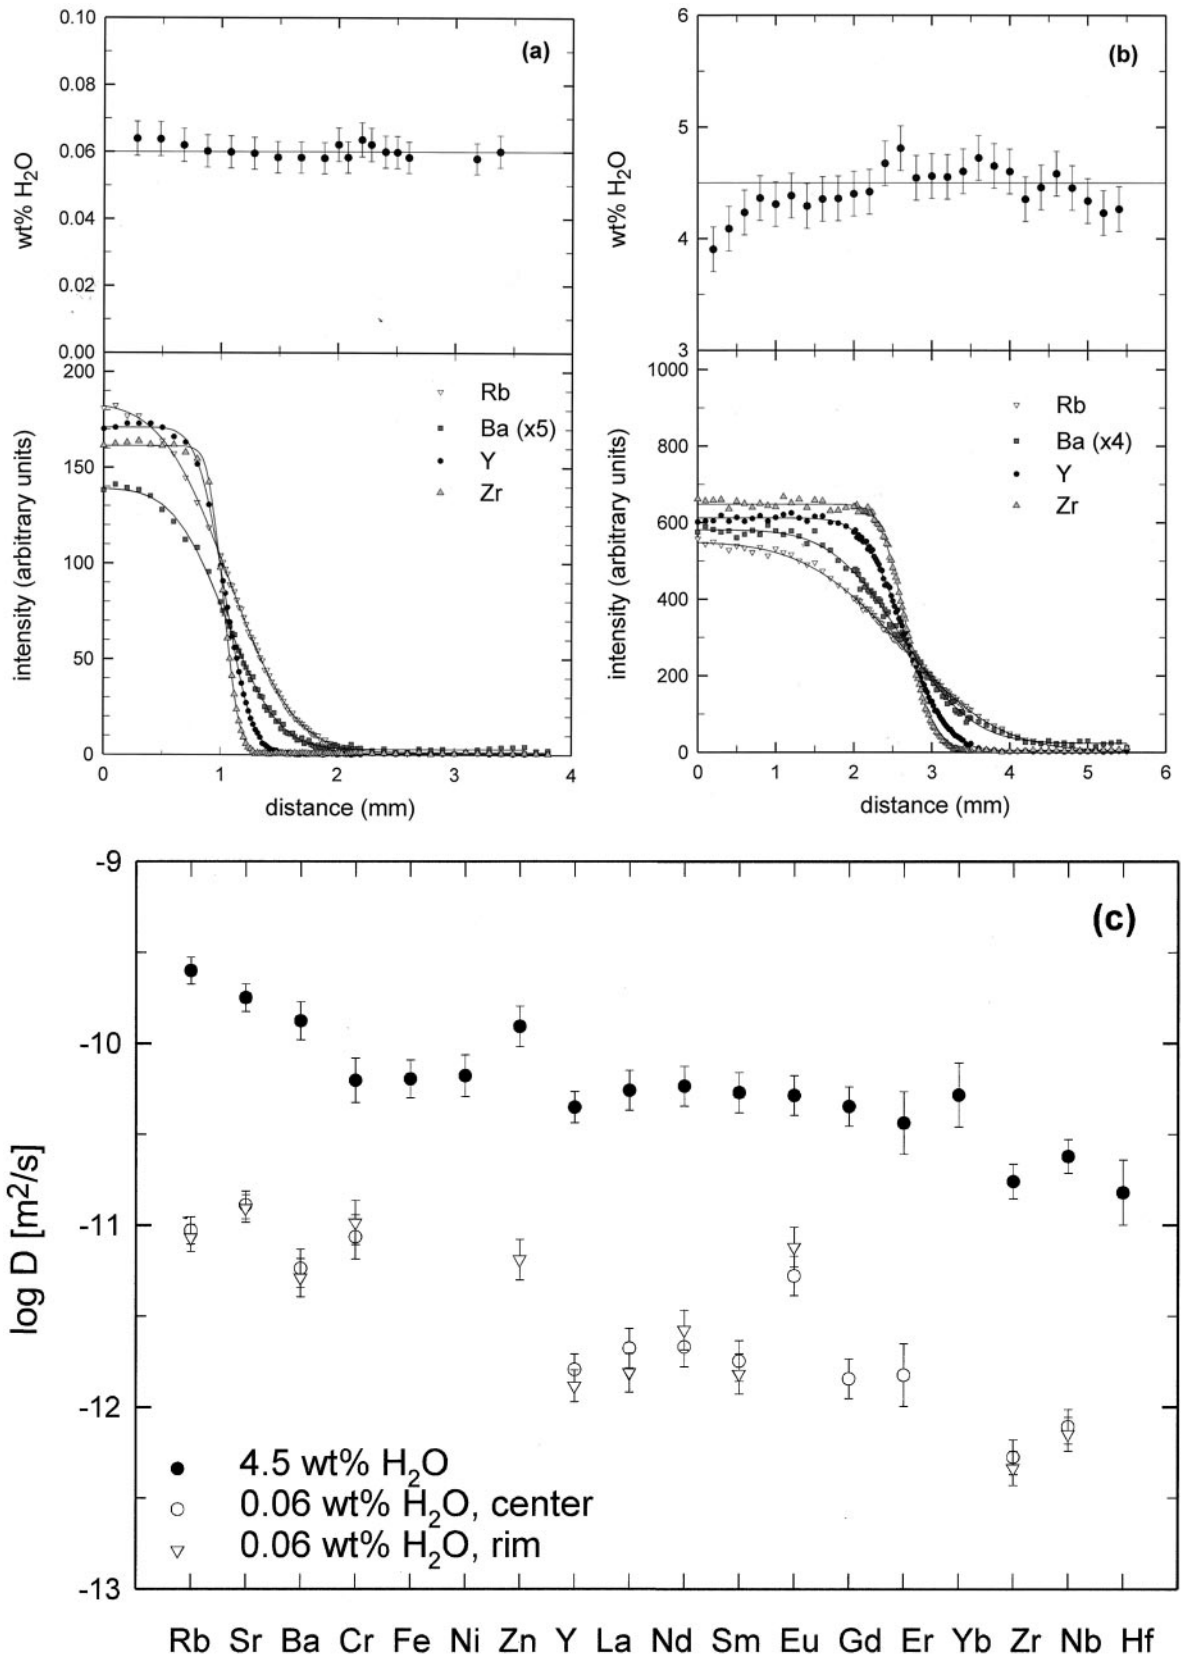 (a)
0.10
0.08
0.06
0.04
0.02
0.00
wt% H₂O
200
150
100
50
0
intensity (arbitrary units)
Rb
Ba (x5)
Y
Zr
0 1 2 3 4
distance (mm)
(b)
6
5
4
3
wt% H₂O
1000
800
600
400
200
0
intensity (arbitrary units)
Rb
Ba (x4)
Y
Zr
0 1 2 3 4 5 6
distance (mm)
(c)
-9
-10
-11
-12
-13
log D [m²/s]
4.5 wt% H₂O
0.06 wt% H₂O, center
0.06 wt% H₂O, rim
Rb Sr Ba Cr Fe Ni Zn Y La Nd Sm Eu Gd Er Yb Zr Nb Hf